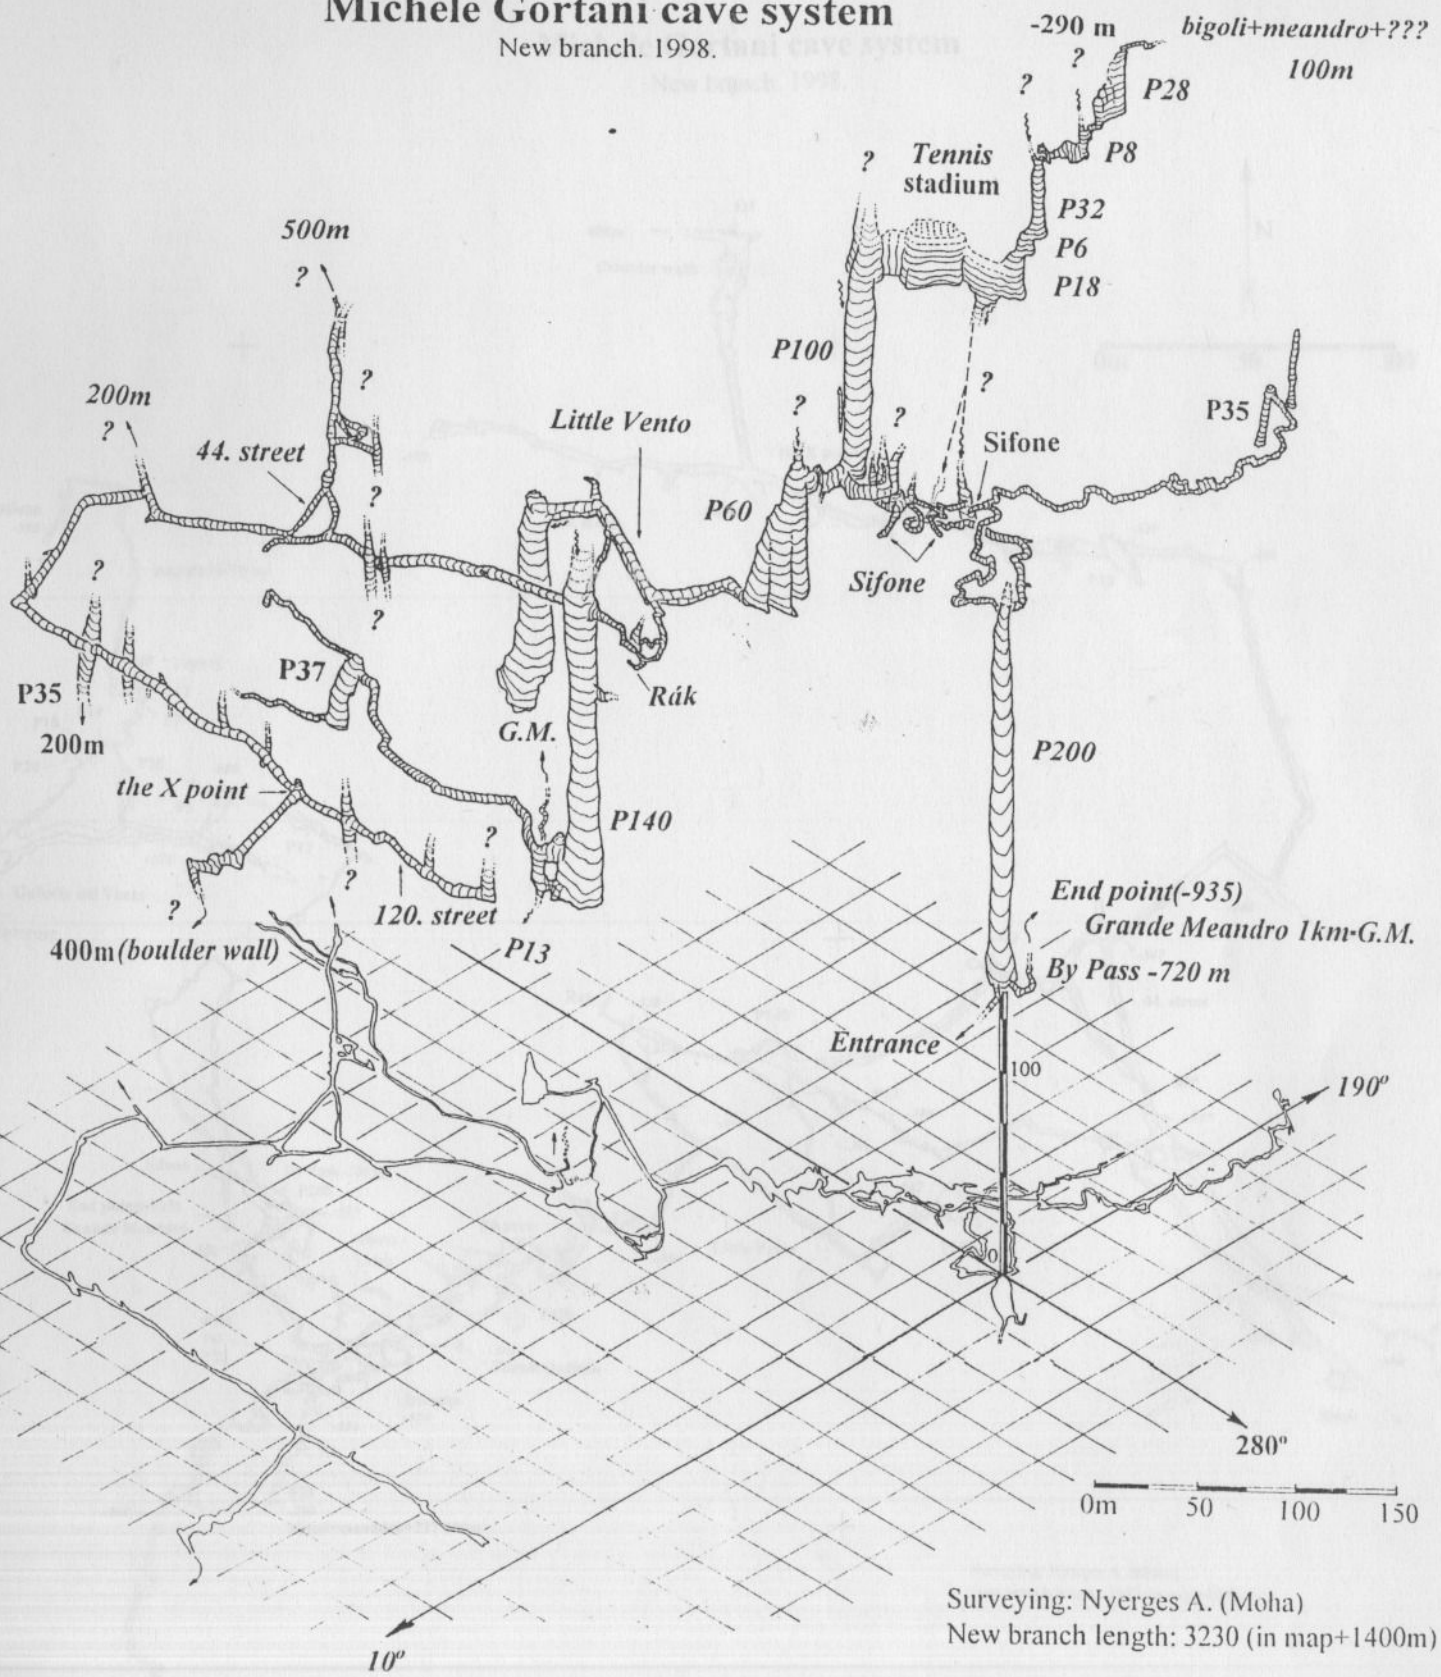 Michele Gortani cave system
New branch. 1998.
-290 m
bigoli+meandro+???
100m
?
?
P28
P8
?
Tennis
stadium
P32
P6
P18
500m
?
P100
?
?
P35
200m
?
44. street
Little Vento
?
?
Sifone
?
P60
Sifone
?
?
P37
P35
Rák
G.M.
200m
P200
the X point
P140
?
?
End point(-935)
?
120. street
Grande Meandro 1km-G.M.
400m (boulder wall)
P13
By Pass -720 m
Entrance
100
190º
0
280º
0m
50
100
150
Surveying: Nyerges A. (Moha)
New branch length: 3230 (in map+1400m)
10º